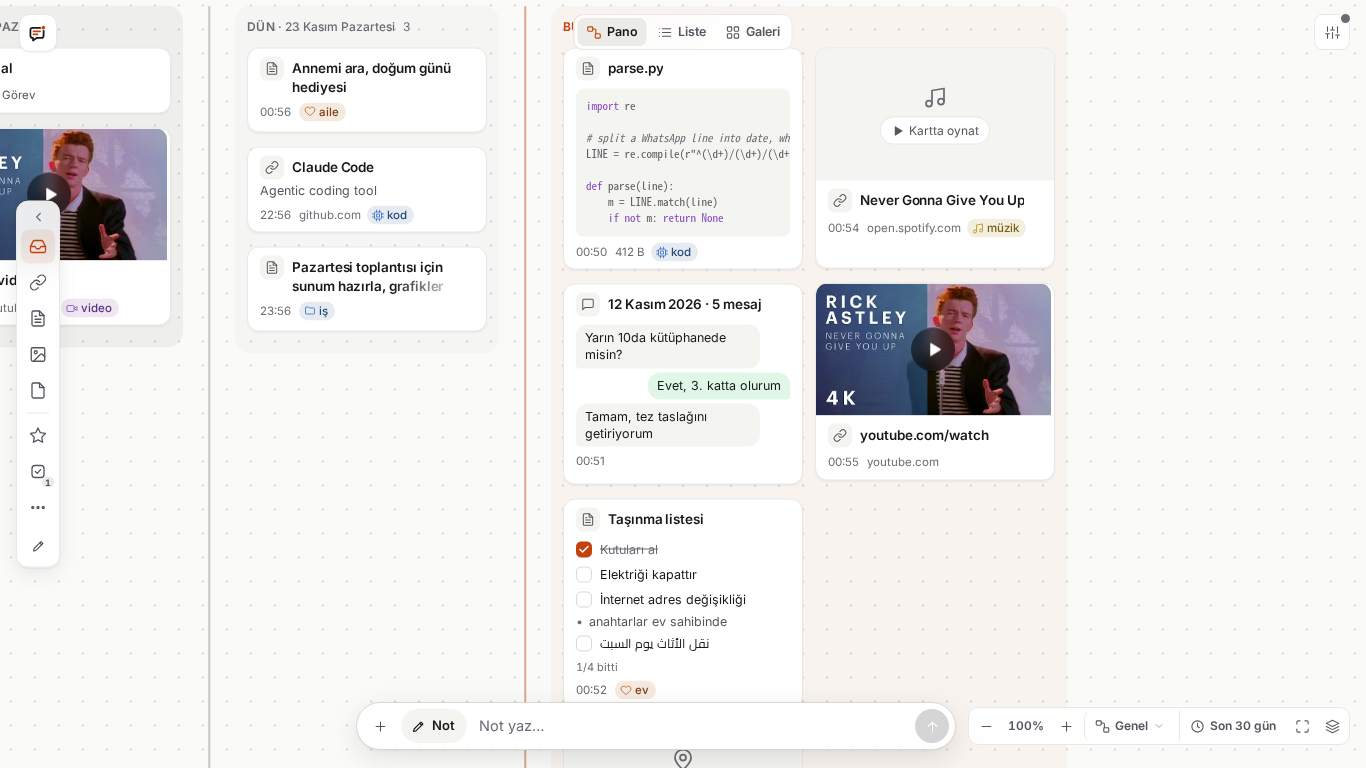 PAZ
al
Görev
EY
UP
vid
video
DÜN · 23 Kasım Pazartesi 3
Annemi ara, doğum günü
hediyesi
00:56 aile
Claude Code
Agentic coding tool
22:56 github.com kod
Pazartesi toplantısı için
sunum hazırla, grafikler
23:56 iş
Pano Liste Galeri
parse.py
import re
# split a WhatsApp line into date, wh
LINE = re.compile(r"^(\d+)/(\d+)/(\d+
def parse(line):
m = LINE.match(line)
if not m: return None
00:50 412 B kod
12 Kasım 2026 · 5 mesaj
Yarın 10da kütüphanede
misin?
Evet, 3. katta olurum
Tamam, tez taslağını
getiriyorum
00:51
Taşınma listesi
Kutuları al
Elektriği kapattır
İnternet adres değişikliği
• anahtarlar ev sahibinde
نقل الأثاث يوم السبت
1/4 bitti
00:52 ev
Kartta oynat
Never Gonna Give You Up
00:54 open.spotify.com müzik
RICK
ASTLEY
NEVER GONNA
GIVE YOU UP
4K
youtube.com/watch
00:55 youtube.com
1
Not Not yaz...
100% Genel Son 30 gün